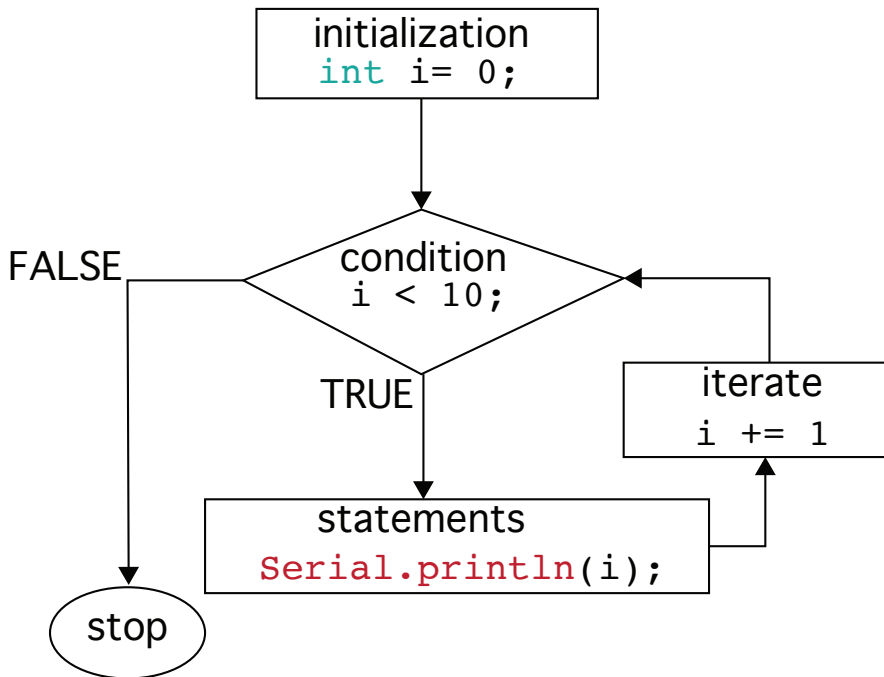 initialization
int i= 0;
condition
i < 10;
FALSE
TRUE
iterate
i += 1
statements
Serial.println(i);
stop